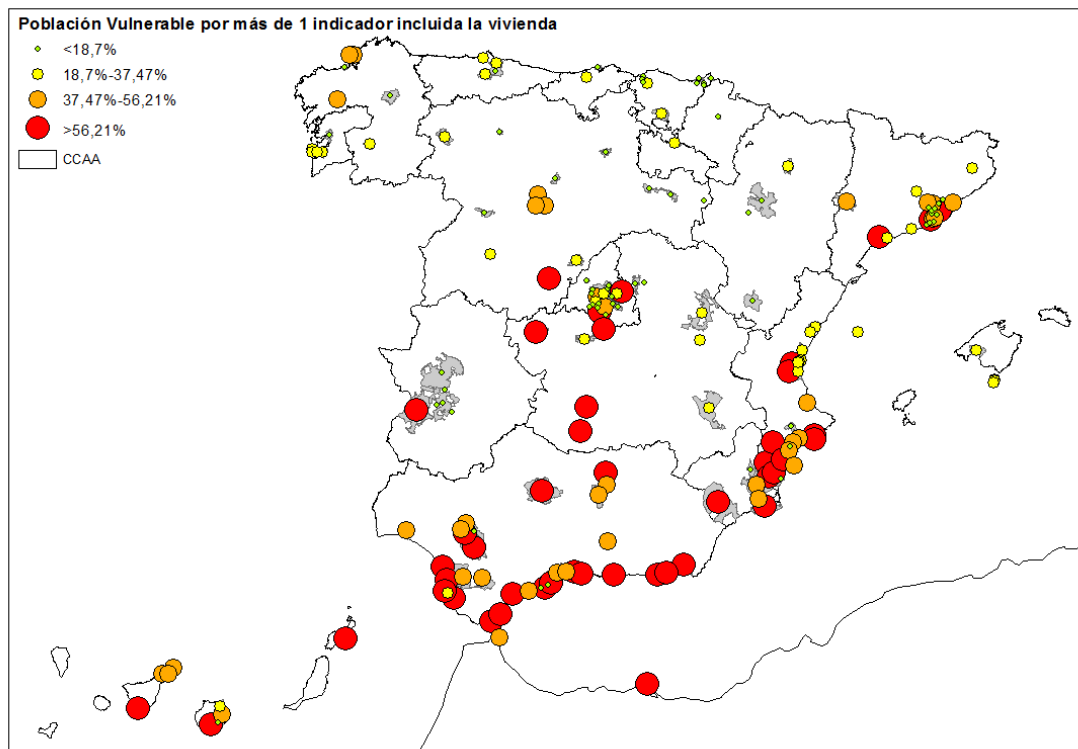 Población Vulnerable por más de 1 indicador incluida la vivienda
<18,7%
18,7%-37,47%
37,47%-56,21%
>56,21%
CCAA